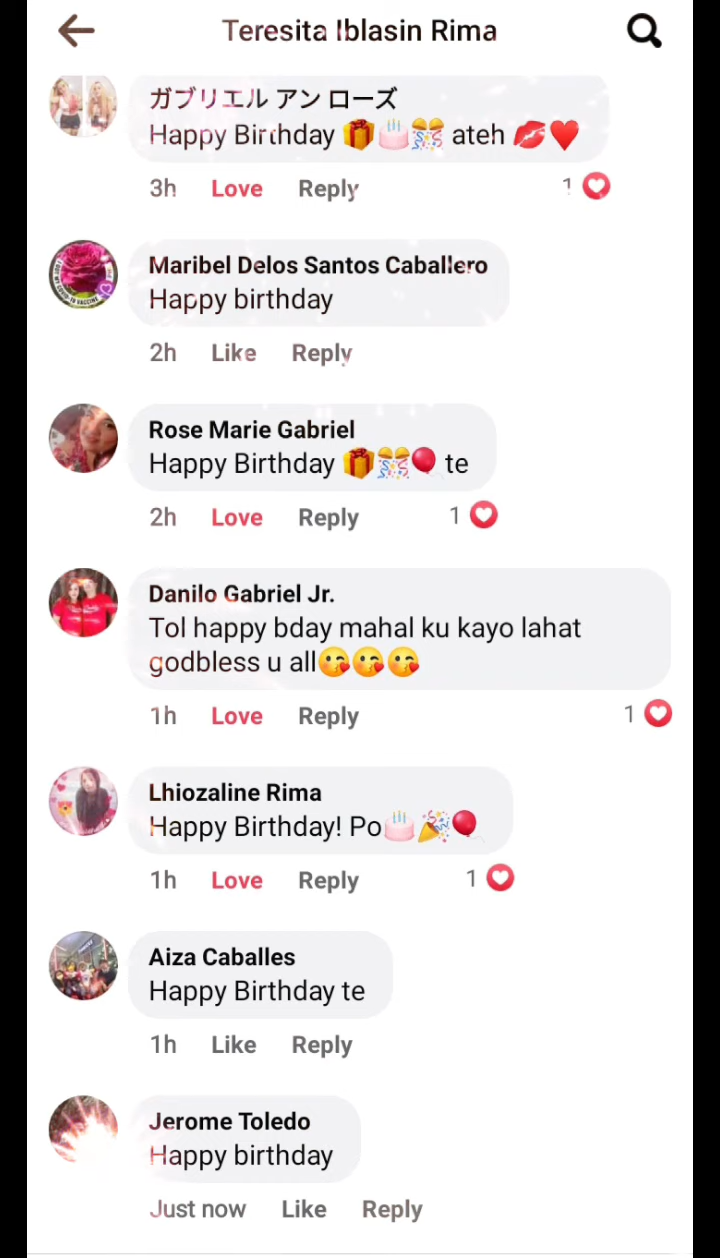 Teresita Iblasin Rima
ガブリエル アン ローズ
Happy Birthday 🎁🎂🎊 ateh 💋❤️
3h Love Reply 1
Maribel Delos Santos Caballero
Happy birthday
2h Like Reply
Rose Marie Gabriel
Happy Birthday 🎁🎊🎈 te
2h Love Reply 1
Danilo Gabriel Jr.
Tol happy bday mahal ku kayo lahat
godbless u all😘😘😘
1h Love Reply 1
Lhiozaline Rima
Happy Birthday! Po🎂🎉🎈
1h Love Reply 1
Aiza Caballes
Happy Birthday te
1h Like Reply
Jerome Toledo
Happy birthday
Just now Like Reply